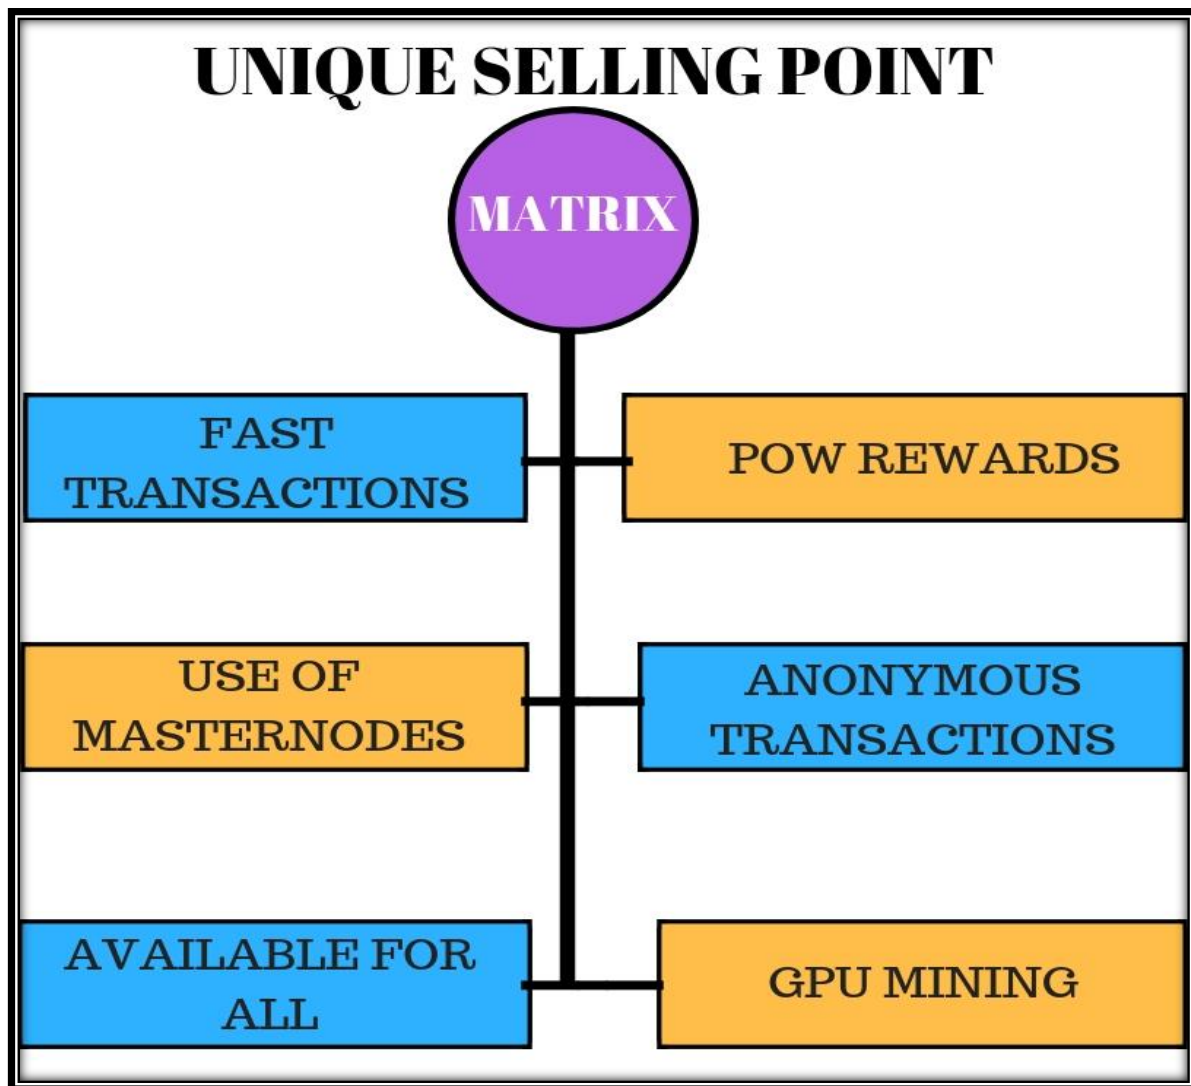 UNIQUE SELLING POINT
MATRIX
FAST
TRANSACTIONS
POW REWARDS
USE OF
MASTERNODES
ANONYMOUS
TRANSACTIONS
AVAILABLE FOR
ALL
GPU MINING